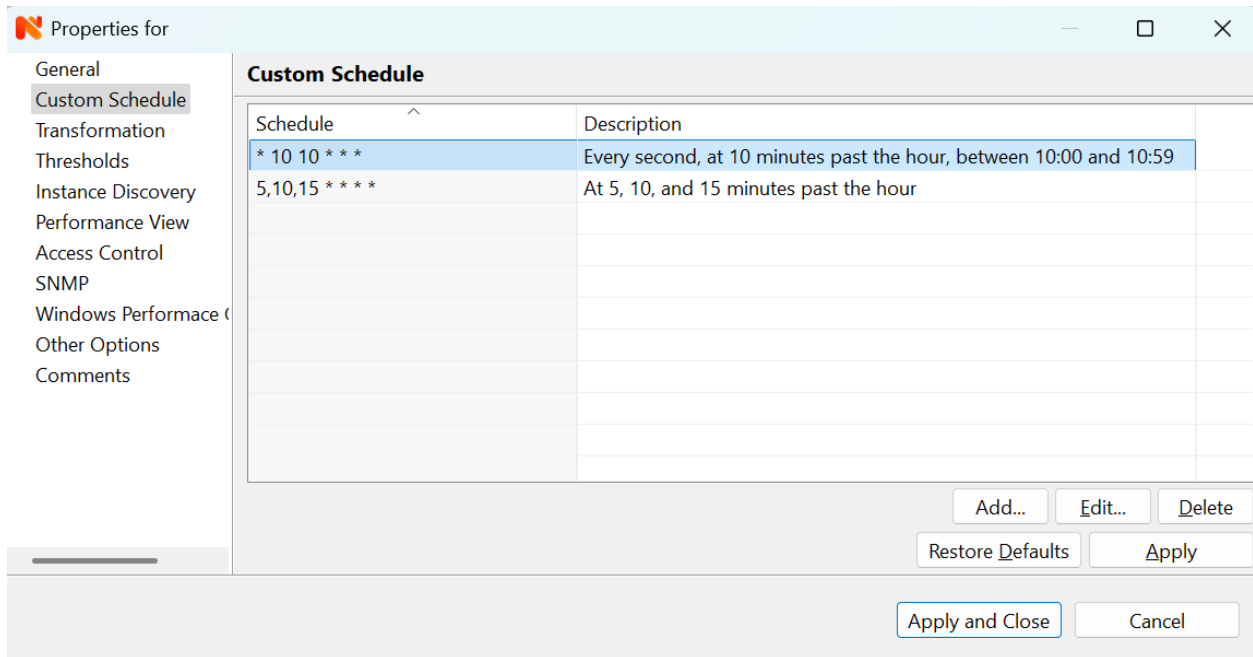 Properties for
General
Custom Schedule
Transformation
Thresholds
Instance Discovery
Performance View
Access Control
SNMP
Windows Performace (
Other Options
Comments
Custom Schedule
Schedule Description
* 10 10 * * * Every second, at 10 minutes past the hour, between 10:00 and 10:59
5,10,15 * * * * At 5, 10, and 15 minutes past the hour
Add... Edit... Delete
Restore Defaults Apply
Apply and Close Cancel